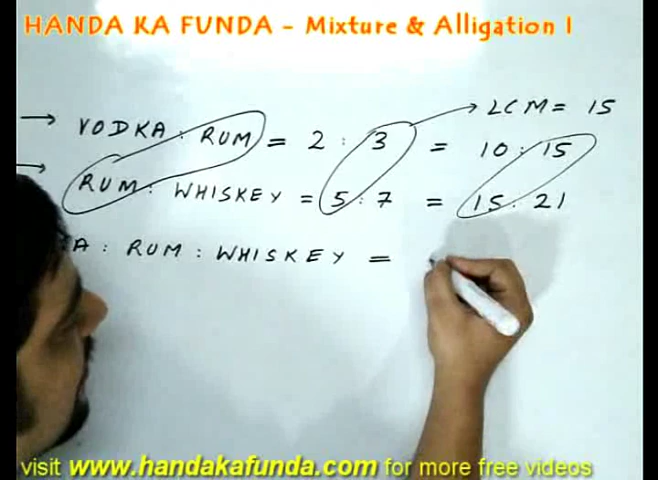 HANDA KA FUNDA - Mixture & Alligation I
→ LCM = 15
→ VODKA : RUM = 2 : 3 = 10 : 15
→ RUM : WHISKEY = 5 : 7 = 15 : 21
A : RUM : WHISKEY =
visit www.handakafunda.com for more free videos